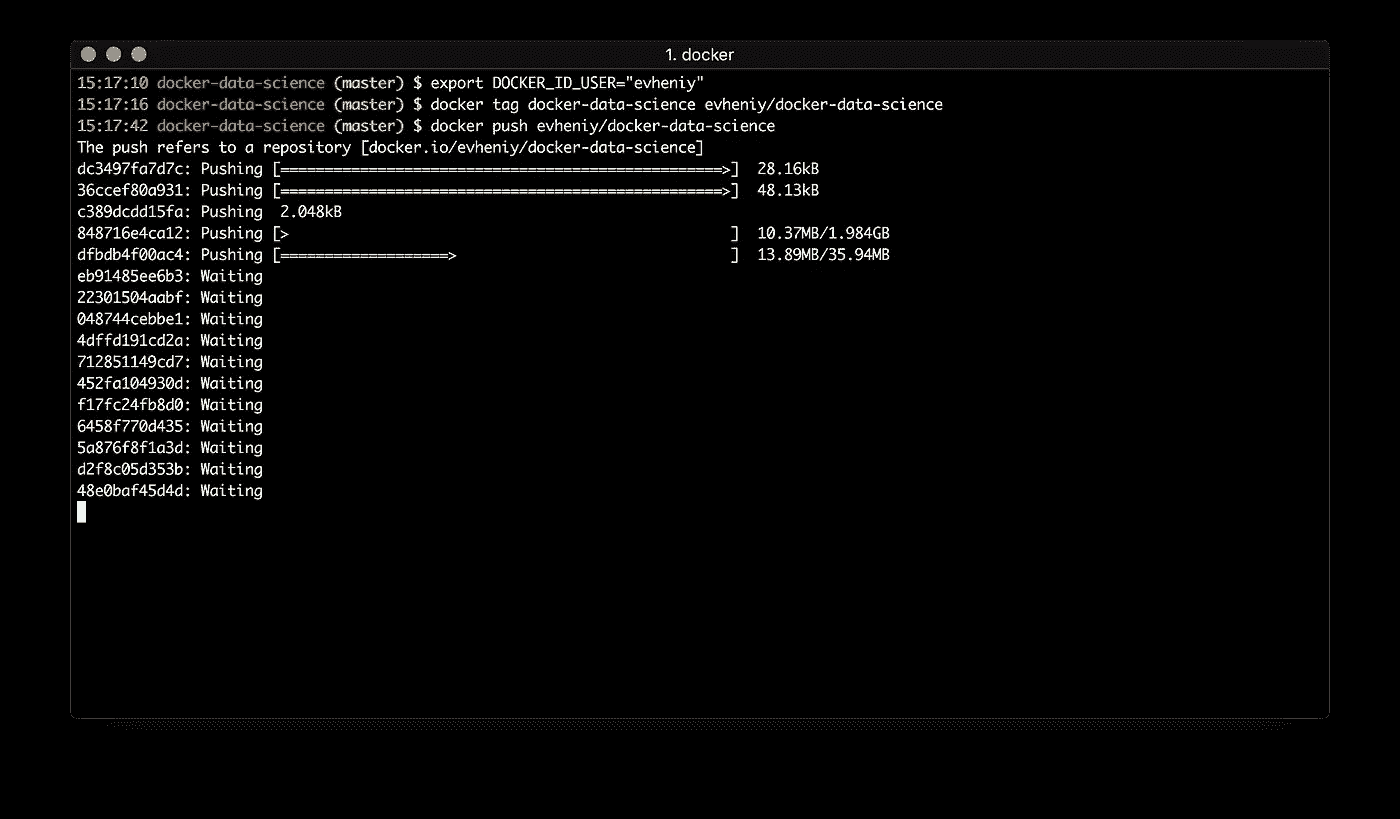 1. docker
15:17:10 docker-data-science (master) $ export DOCKER_ID_USER="evheniy"
15:17:16 docker-data-science (master) $ docker tag docker-data-science evheniy/docker-data-science
15:17:42 docker-data-science (master) $ docker push evheniy/docker-data-science
The push refers to a repository [docker.io/evheniy/docker-data-science]
dc3497fa7d7c: Pushing [==================================================>]  28.16kB
36ccef80a931: Pushing [==================================================>]  48.13kB
c389dcdd15fa: Pushing  2.048kB
848716e4ca12: Pushing [>                                                  ]  10.37MB/1.984GB
dfbdb4f00ac4: Pushing [===================>                               ]  13.89MB/35.94MB
eb91485ee6b3: Waiting
22301504aabf: Waiting
048744cebbe1: Waiting
4dffd191cd2a: Waiting
712851149cd7: Waiting
452fa104930d: Waiting
f17fc24fb8d0: Waiting
6458f770d435: Waiting
5a876f8f1a3d: Waiting
d2f8c05d353b: Waiting
48e0baf45d4d: Waiting